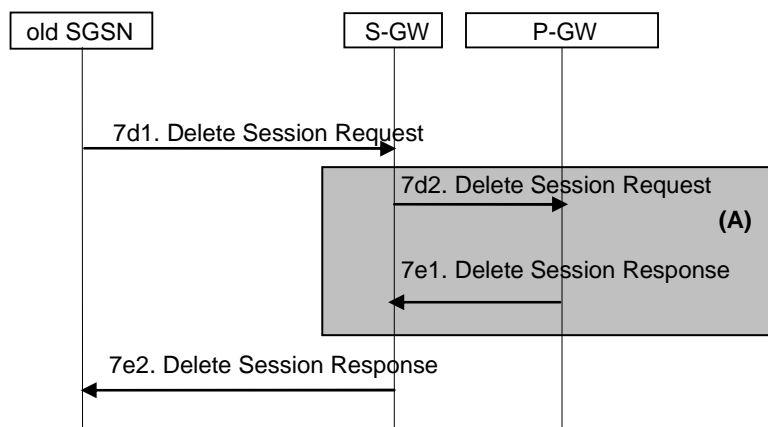 old SGSN
S-GW
P-GW
7d1. Delete Session Request
7d2. Delete Session Request
(A)
7e1. Delete Session Response
7e2. Delete Session Response